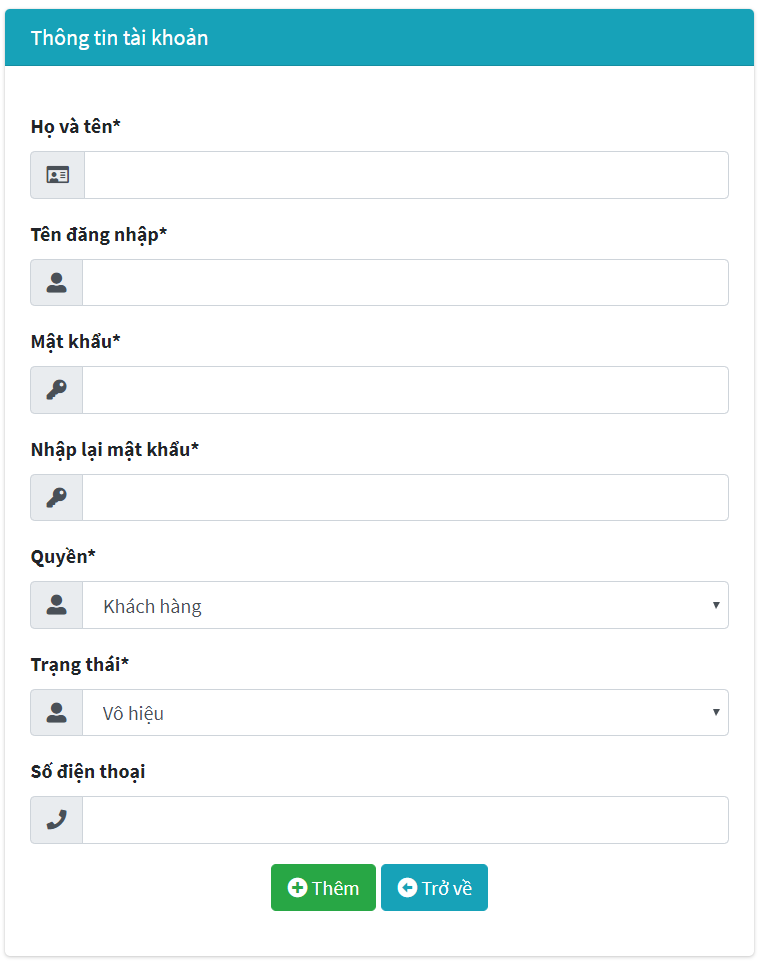 Thông tin tài khoản
Họ và tên*
Tên đăng nhập*
Mật khẩu*
Nhập lại mật khẩu*
Quyền*
Khách hàng
Trạng thái*
Vô hiệu
Số điện thoại
Thêm Trở về